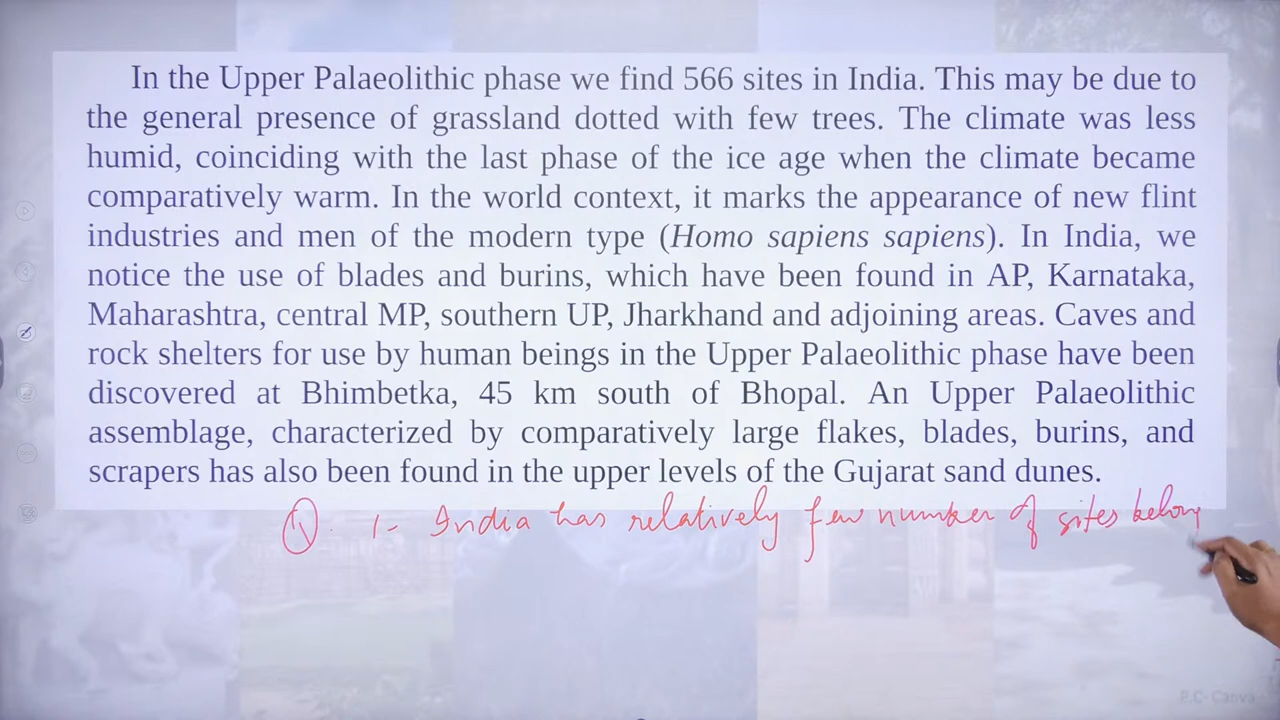 In the Upper Palaeolithic phase we find 566 sites in India. This may be due to
the general presence of grassland dotted with few trees. The climate was less
humid, coinciding with the last phase of the ice age when the climate became
comparatively warm. In the world context, it marks the appearance of new flint
industries and men of the modern type (Homo sapiens sapiens). In India, we
notice the use of blades and burins, which have been found in AP, Karnataka,
Maharashtra, central MP, southern UP, Jharkhand and adjoining areas. Caves and
rock shelters for use by human beings in the Upper Palaeolithic phase have been
discovered at Bhimbetka, 45 km south of Bhopal. An Upper Palaeolithic
assemblage, characterized by comparatively large flakes, blades, burins, and
scrapers has also been found in the upper levels of the Gujarat sand dunes.
Q. 1- India has relatively few number of sites belong
P.C- Canva